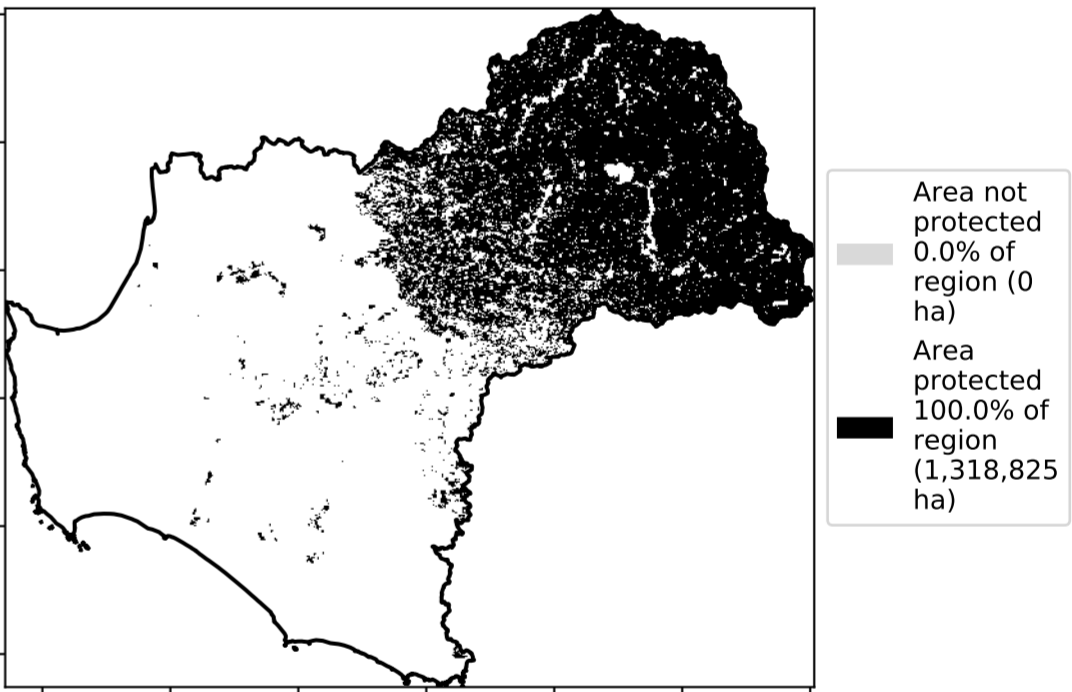 Area not
protected
0.0% of
region (0
ha)
Area
protected
100.0% of
region
(1,318,825
ha)